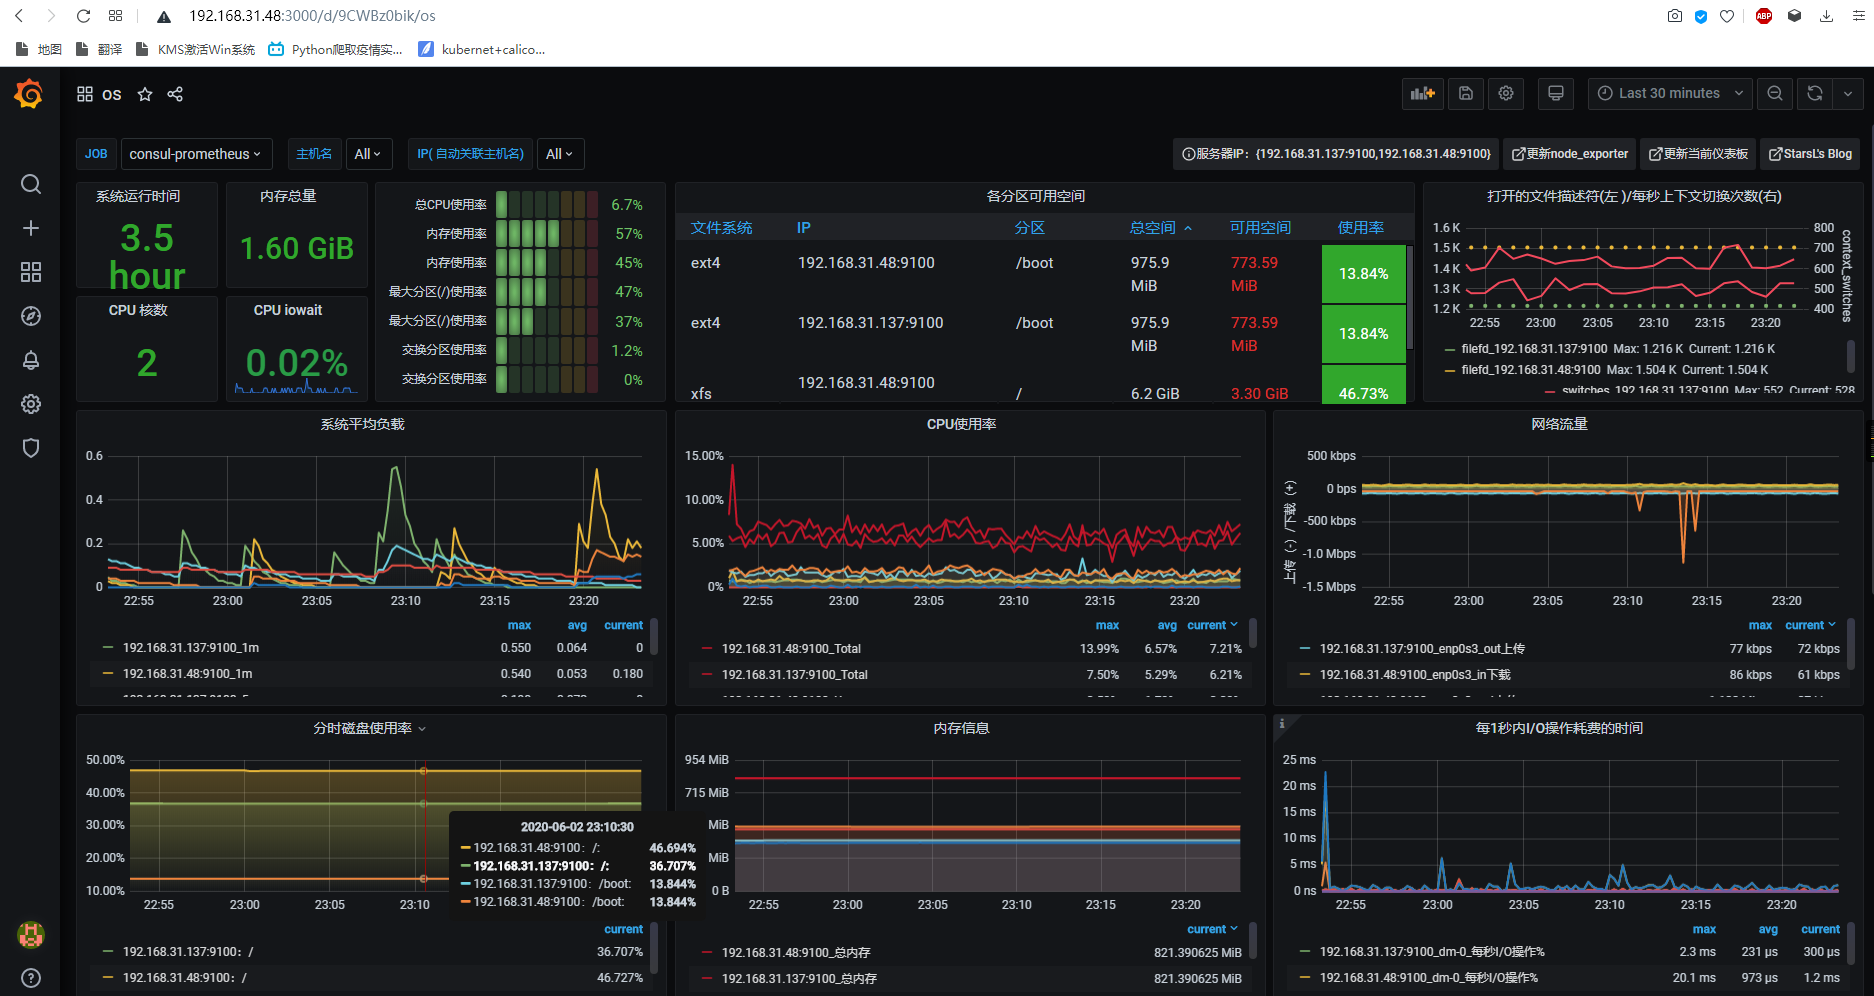 192.168.31.48:3000/d/9CWBz0bik/os
ABP
地图 翻译 KMS激活Win系统 Python爬取疫情实... kubernet+calico...
os
Last 30 minutes
JOB consul-prometheus 主机名 All IP( 自动关联主机名) All
服务器IP：{192.168.31.137:9100,192.168.31.48:9100} 更新node_exporter 更新当前仪表板 StarsL's Blog
系统运行时间
3.5
hour
内存总量
1.60 GiB
CPU 核数
2
CPU iowait
0.02%
总CPU使用率 6.7%
内存使用率 57%
内存使用率 45%
最大分区(/)使用率 47%
最大分区(/)使用率 37%
交换分区使用率 1.2%
交换分区使用率 0%
各分区可用空间
文件系统 IP 分区 总空间 可用空间 使用率
ext4 192.168.31.48:9100 /boot 975.9 MiB 773.59 MiB 13.84%
ext4 192.168.31.137:9100 /boot 975.9 MiB 773.59 MiB 13.84%
xfs 192.168.31.48:9100 / 6.2 GiB 3.30 GiB 46.73%
打开的文件描述符(左 )/每秒上下文切换次数(右)
1.6 K 800
1.5 K 700
1.4 K 600
1.3 K 500
1.2 K 400
context_switches
22:55 23:00 23:05 23:10 23:15 23:20
filefd_192.168.31.137:9100 Max: 1.216 K Current: 1.216 K
filefd_192.168.31.48:9100 Max: 1.504 K Current: 1.504 K
switches_192.168.31.137:9100 Max: 552 Current: 528
系统平均负载
0.6
0.4
0.2
0
22:55 23:00 23:05 23:10 23:15 23:20
max avg current
192.168.31.137:9100_1m 0.550 0.064 0
192.168.31.48:9100_1m 0.540 0.053 0.180
CPU使用率
15.00%
10.00%
5.00%
0%
22:55 23:00 23:05 23:10 23:15 23:20
max avg current
192.168.31.48:9100_Total 13.99% 6.57% 7.21%
192.168.31.137:9100_Total 7.50% 5.29% 6.21%
网络流量
上传（-）/下载（+）
500 kbps
0 bps
-500 kbps
-1.0 Mbps
-1.5 Mbps
22:55 23:00 23:05 23:10 23:15 23:20
max current
192.168.31.137:9100_enp0s3_out上传 77 kbps 72 kbps
192.168.31.48:9100_enp0s3_in下载 86 kbps 61 kbps
分时磁盘使用率
50.00%
40.00%
30.00%
20.00%
10.00%
22:55 23:00 23:05 23:10
2020-06-02 23:10:30
192.168.31.48:9100：/: 46.694%
192.168.31.137:9100：/: 36.707%
192.168.31.137:9100：/boot: 13.844%
192.168.31.48:9100：/boot: 13.844%
current
192.168.31.137:9100：/ 36.707%
192.168.31.48:9100：/ 46.727%
内存信息
954 MiB
715 MiB
MiB
MiB
0 B
22:55 23:00 23:05 23:10 23:15 23:20
current
192.168.31.48:9100_总内存 821.390625 MiB
192.168.31.137:9100_总内存 821.390625 MiB
每1秒内I/O操作耗费的时间
25 ms
20 ms
15 ms
10 ms
5 ms
0 ns
22:55 23:00 23:05 23:10 23:15 23:20
max avg current
192.168.31.137:9100_dm-0_每秒I/O操作% 2.3 ms 231 µs 300 µs
192.168.31.48:9100_dm-0_每秒I/O操作% 20.1 ms 973 µs 1.2 ms